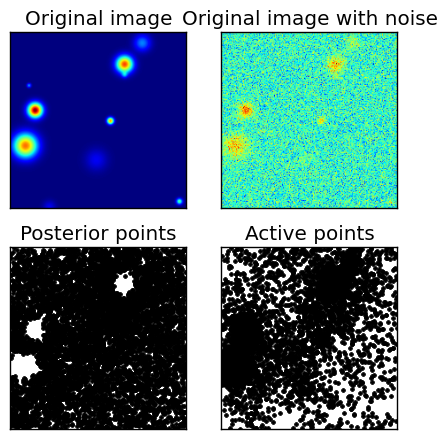 Original image
Original image with noise
Posterior points
Active points